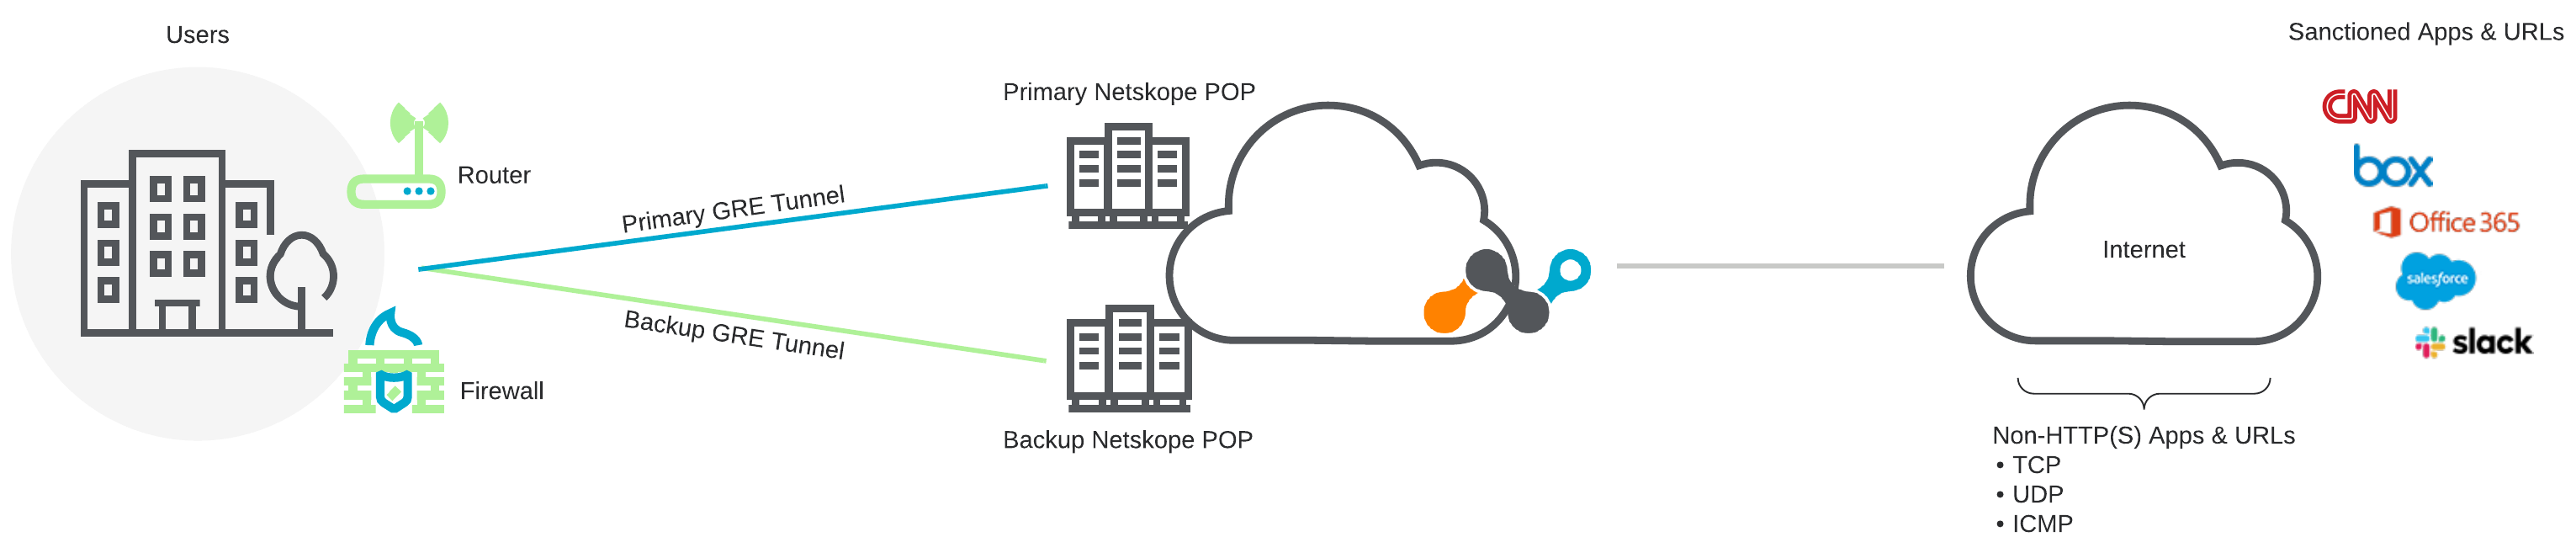 Users
Router
Firewall
Primary GRE Tunnel
Backup GRE Tunnel
Primary Netskope POP
Backup Netskope POP
Internet
Non-HTTP(S) Apps & URLs
• TCP
• UDP
• ICMP
Sanctioned Apps & URLs
CNN
box
Office 365
salesforce
slack